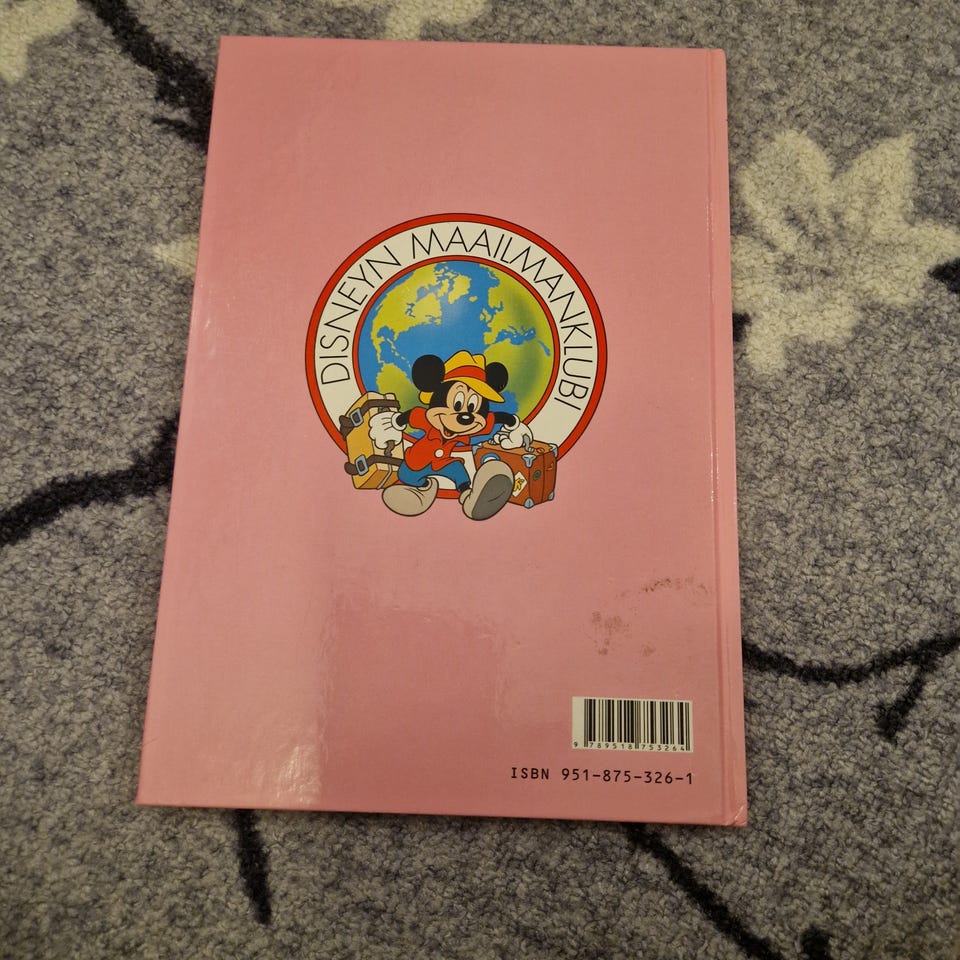 DISNEYN MAAILMANKLUBI
9 789518 753264
ISBN 951-875-326-1